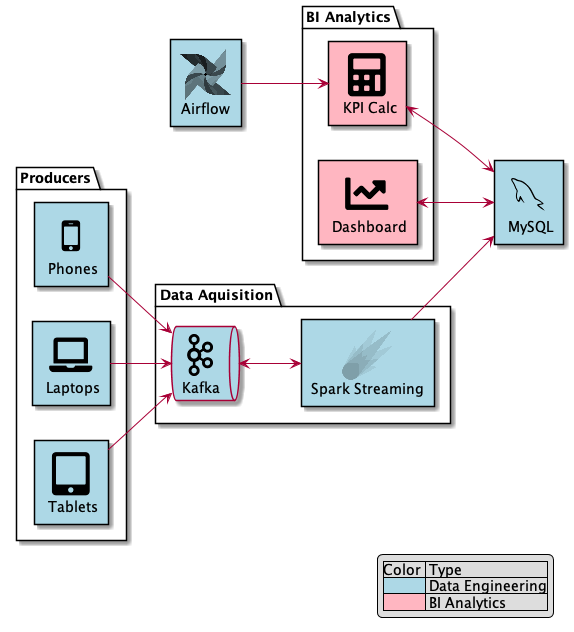 BI Analytics
Airflow
KPI Calc
Dashboard
MySQL
Producers
Phones
Laptops
Tablets
Data Aquisition
Kafka
Spark Streaming
Color Type
Data Engineering
BI Analytics